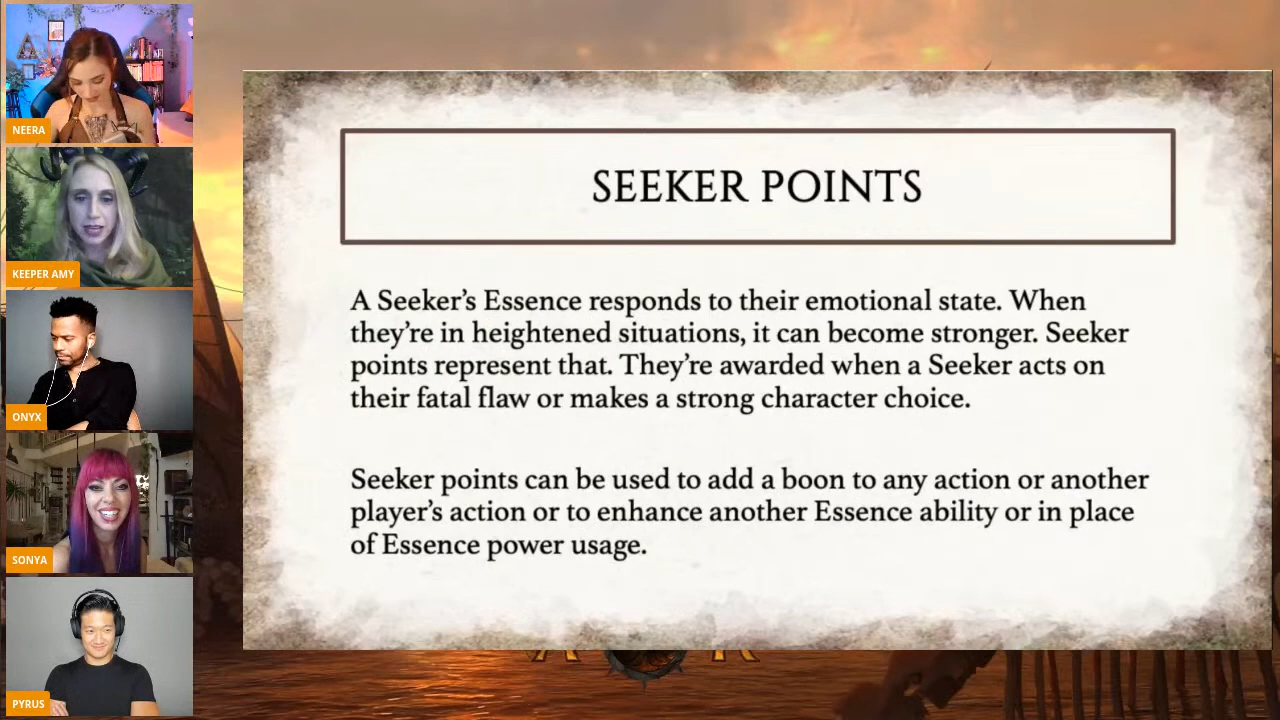 NEERA
KEEPER AMY
ONYX
SONYA
PYRUS
SEEKER POINTS
A Seeker’s Essence responds to their emotional state. When
they’re in heightened situations, it can become stronger. Seeker
points represent that. They’re awarded when a Seeker acts on
their fatal flaw or makes a strong character choice.
Seeker points can be used to add a boon to any action or another
player’s action or to enhance another Essence ability or in place
of Essence power usage.